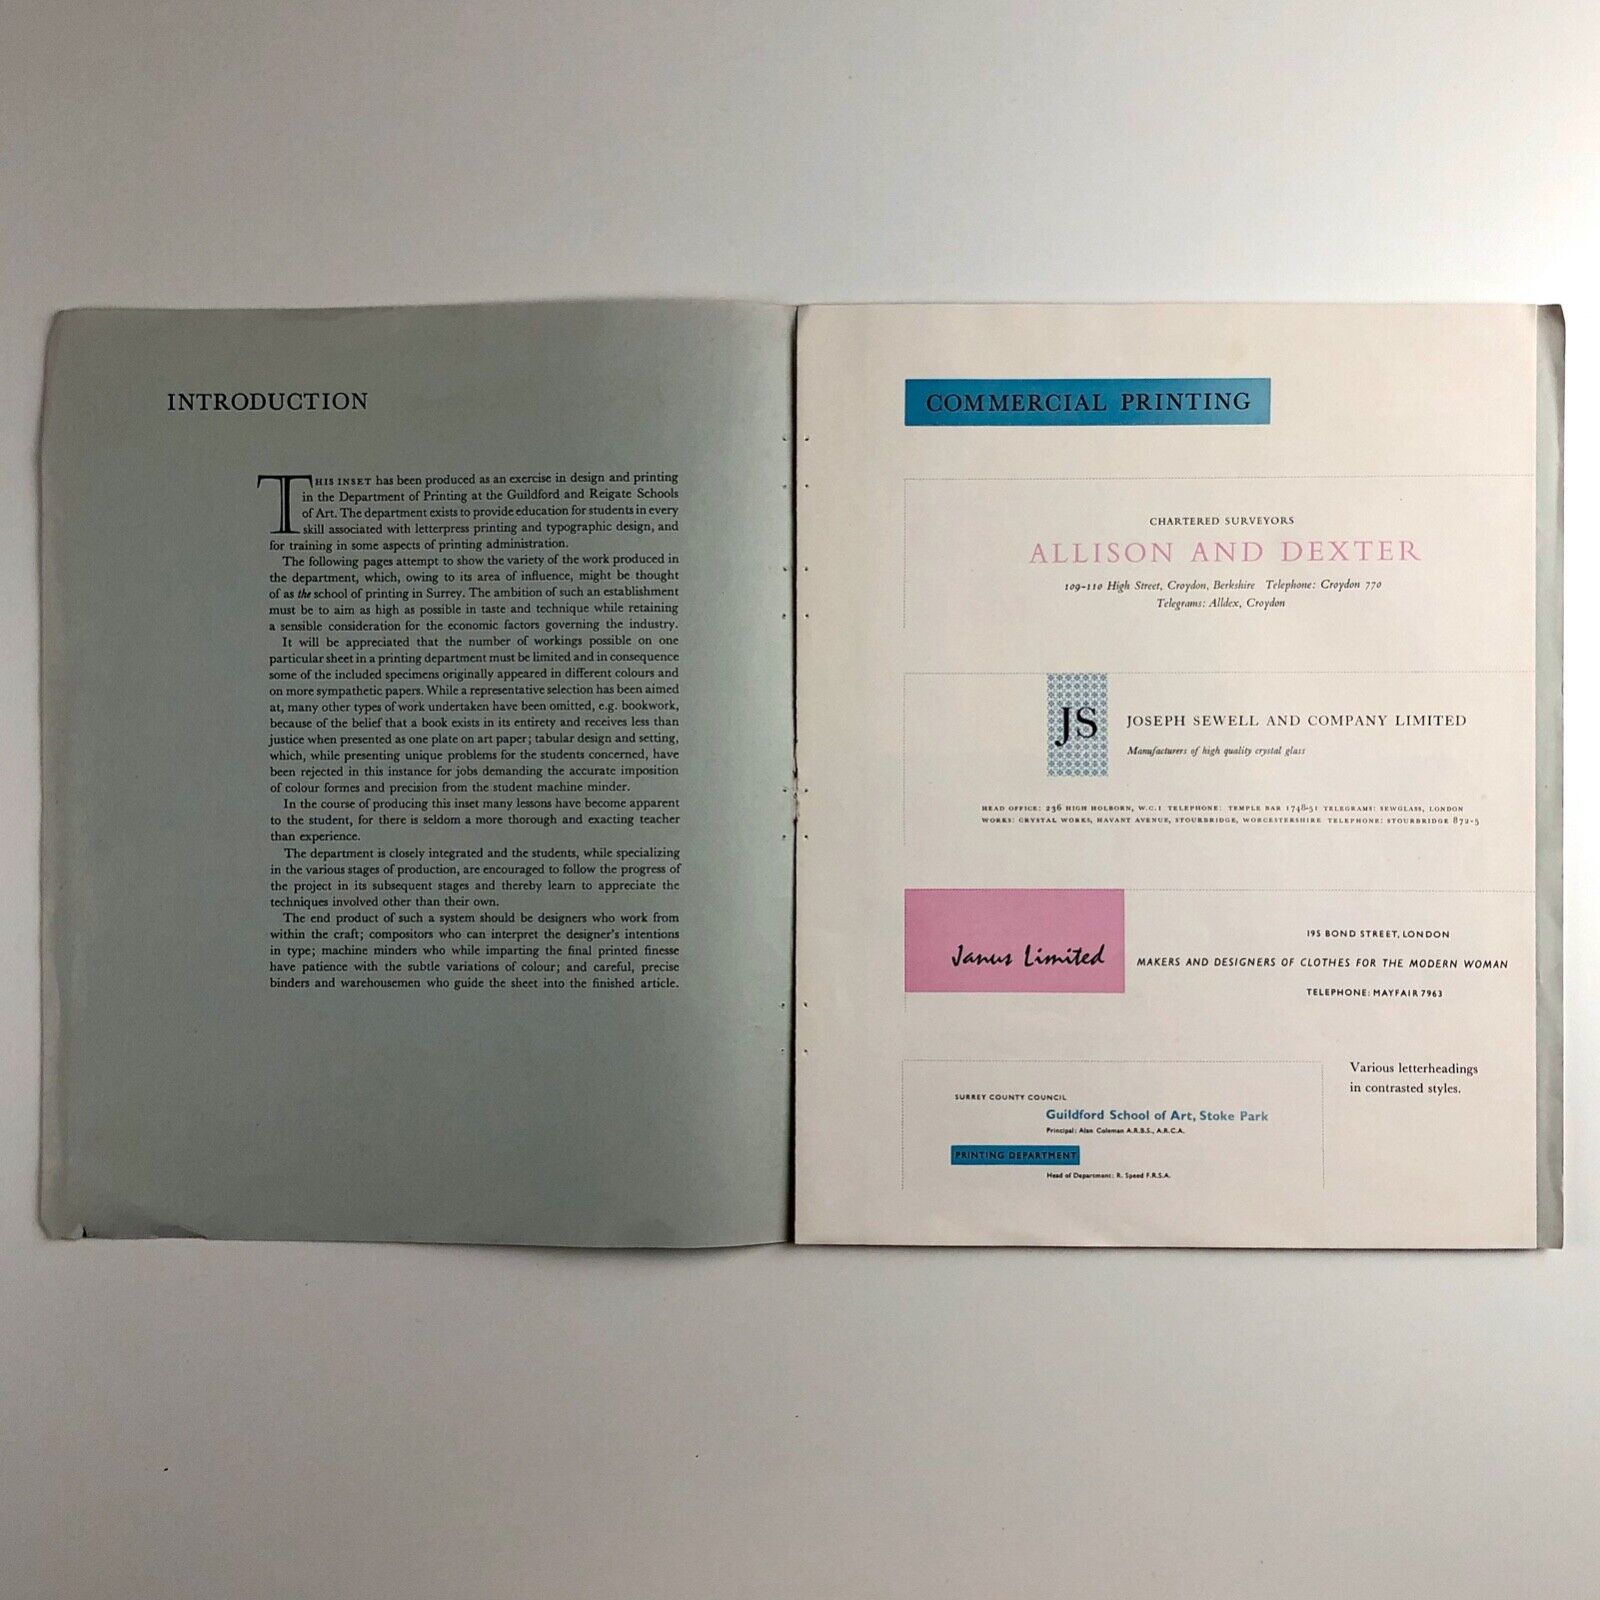 INTRODUCTION
THIS INSET has been produced as an exercise in design and printing
in the Department of Printing at the Guildford and Reigate Schools
of Art. The department exists to provide education for students in every
skill associated with letterpress printing and typographic design, and
for training in some aspects of printing administration.
The following pages attempt to show the variety of the work produced in
the department, which, owing to its area of influence, might be thought
of as the school of printing in Surrey. The ambition of such an establishment
must be to aim as high as possible in taste and technique while retaining
a sensible consideration for the economic factors governing the industry.
It will be appreciated that the number of workings possible on one
particular sheet in a printing department must be limited and in consequence
some of the included specimens originally appeared in different colours and
on more sympathetic papers. While a representative selection has been aimed
at, many other types of work undertaken have been omitted, e.g. bookwork,
because of the belief that a book exists in its entirety and receives less than
justice when presented as one plate on art paper; tabular design and setting,
which, while presenting unique problems for the students concerned, have
been rejected in this instance for jobs demanding the accurate imposition
of colour formes and precision from the student machine minder.
In the course of producing this inset many lessons have become apparent
to the student, for there is seldom a more thorough and exacting teacher
than experience.
The department is closely integrated and the students, while specializing
in the various stages of production, are encouraged to follow the progress of
the project in its subsequent stages and thereby learn to appreciate the
techniques involved other than their own.
The end product of such a system should be designers who work from
within the craft; compositors who can interpret the designer's intentions
in type; machine minders who while imparting the final printed finesse
have patience with the subtle variations of colour; and careful, precise
binders and warehousemen who guide the sheet into the finished article.
COMMERCIAL PRINTING
CHARTERED SURVEYORS
ALLISON AND DEXTER
109-110 High Street, Croydon, Berkshire Telephone: Croydon 770
Telegrams: Alldex, Croydon
JS
JOSEPH SEWELL AND COMPANY LIMITED
Manufacturers of high quality crystal glass
HEAD OFFICE: 236 HIGH HOLBORN, W.C.1 TELEPHONE: TEMPLE BAR 1748-51 TELEGRAMS: SEWGLASS, LONDON
WORKS: CRYSTAL WORKS, HAVANT AVENUE, STOURBRIDGE, WORCESTERSHIRE TELEPHONE: STOURBRIDGE 872-5
Janus Limited
195 BOND STREET, LONDON
MAKERS AND DESIGNERS OF CLOTHES FOR THE MODERN WOMAN
TELEPHONE: MAYFAIR 7963
SURREY COUNTY COUNCIL
Guildford School of Art, Stoke Park
Principal: Alan Coleman A.R.B.S., A.R.C.A.
PRINTING DEPARTMENT
Head of Department: R. Speed F.R.S.A.
Various letterheadings
in contrasted styles.